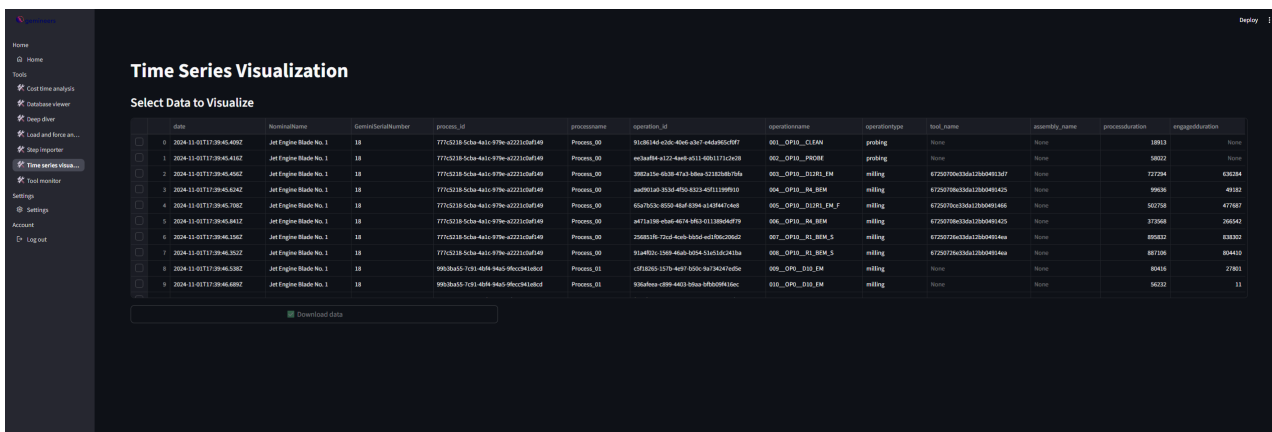 Deploy
Home
Home
Tools
Cost time analysis
Database viewer
Deep diver
Load and force an...
Step importer
Time series visua...
Tool monitor
Settings
Settings
Account
Log out
Time Series Visualization
Select Data to Visualize
date NominalName GeminiSerialNumber process_id processname operation_id operationname operationtype tool_name assembly_name processduration engagedduration
0 2024-11-01T17:39:45.409Z Jet Engine Blade No. 1 18 777c5218-5cba-4a1c-979e-a2221c0af149 Process_00 91c8614d-e2dc-40e6-a3e7-e4da965cf0f7 001__OP10__CLEAN probing None None 18913 None
1 2024-11-01T17:39:45.416Z Jet Engine Blade No. 1 18 777c5218-5cba-4a1c-979e-a2221c0af149 Process_00 ee3aaf84-a122-4ae8-a511-60b1171c2e28 002__OP10__PROBE probing None None 58022 None
2 2024-11-01T17:39:45.456Z Jet Engine Blade No. 1 18 777c5218-5cba-4a1c-979e-a2221c0af149 Process_00 3982a15e-6b38-47a3-b8ea-52182b8b7bfa 003__OP10__D12R1_EM milling 67250700e33da12bb04913d7 None 727294 636284
3 2024-11-01T17:39:45.624Z Jet Engine Blade No. 1 18 777c5218-5cba-4a1c-979e-a2221c0af149 Process_00 aad901a0-353d-4f50-8323-45f11199f910 004__OP10__R4_BEM milling 67250708e33da12bb0491425 None 99636 49182
4 2024-11-01T17:39:45.708Z Jet Engine Blade No. 1 18 777c5218-5cba-4a1c-979e-a2221c0af149 Process_00 65a7b53c-8550-48af-8394-a143f447c4e8 005__OP10__D12R1_EM_F milling 6725070ce33da12bb0491466 None 502758 477687
5 2024-11-01T17:39:45.841Z Jet Engine Blade No. 1 18 777c5218-5cba-4a1c-979e-a2221c0af149 Process_00 a471a198-eba6-4674-bf63-011389d4df79 006__OP10__R4_BEM milling 67250708e33da12bb0491425 None 373568 266542
6 2024-11-01T17:39:46.156Z Jet Engine Blade No. 1 18 777c5218-5cba-4a1c-979e-a2221c0af149 Process_00 256851f6-72cd-4ceb-bb5d-ed1f06c206d2 007__OP10__R1_BEM_S milling 67250726e33da12bb04914ea None 895832 838302
7 2024-11-01T17:39:46.352Z Jet Engine Blade No. 1 18 777c5218-5cba-4a1c-979e-a2221c0af149 Process_00 91a4f02c-1569-46ab-b054-51e51dc241ba 008__OP10__R1_BEM_S milling 67250726e33da12bb04914ea None 887106 804410
8 2024-11-01T17:39:46.538Z Jet Engine Blade No. 1 18 99b3ba55-7c91-4bf4-94a5-9fecc941e8cd Process_01 c5f18265-157b-4e97-b50c-9a734247ed5e 009__OP0__D10_EM milling None None 80416 27801
9 2024-11-01T17:39:46.689Z Jet Engine Blade No. 1 18 99b3ba55-7c91-4bf4-94a5-9fecc941e8cd Process_01 936afeea-c899-4403-b9aa-bfbb09f416ec 010__OP0__D10_EM milling None None 56232 11
Download data